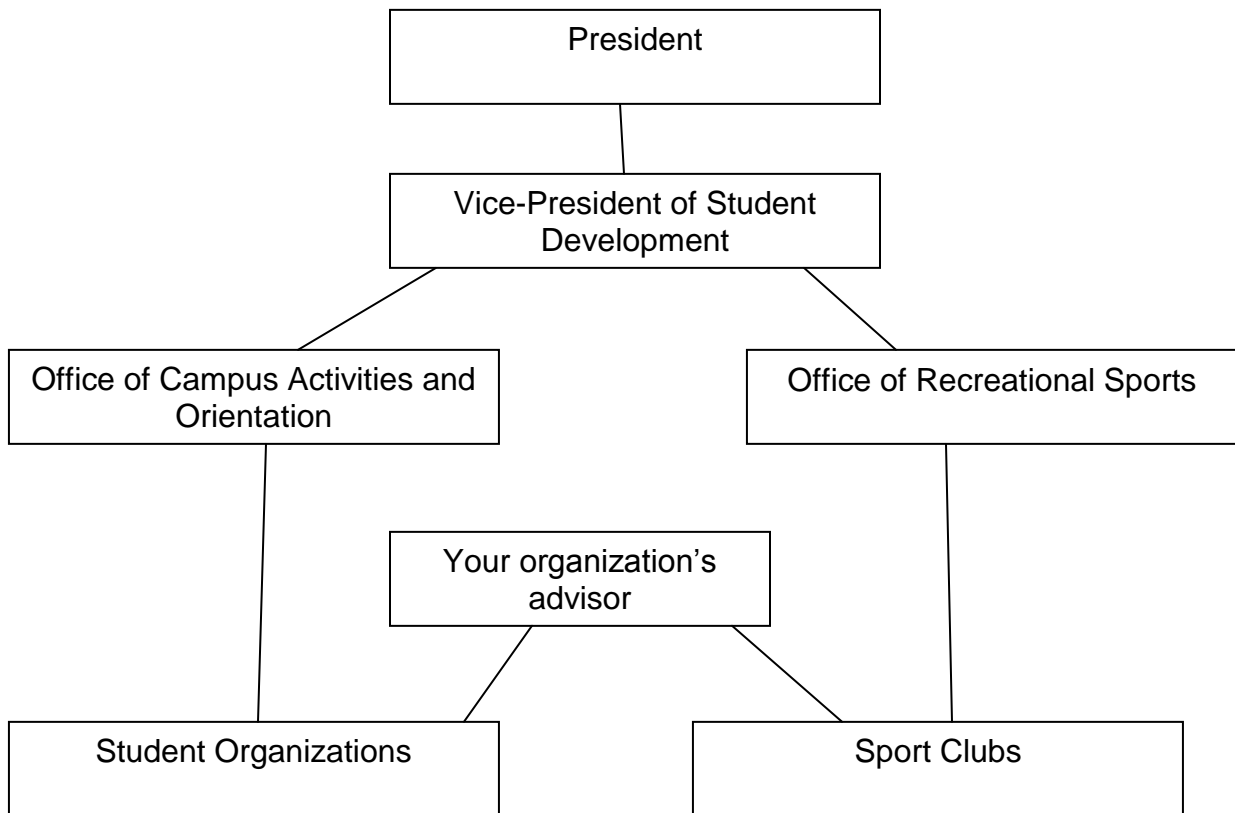 President
Vice-President of Student
Development
Office of Campus Activities and
Orientation
Office of Recreational Sports
Your organization’s
advisor
Student Organizations
Sport Clubs